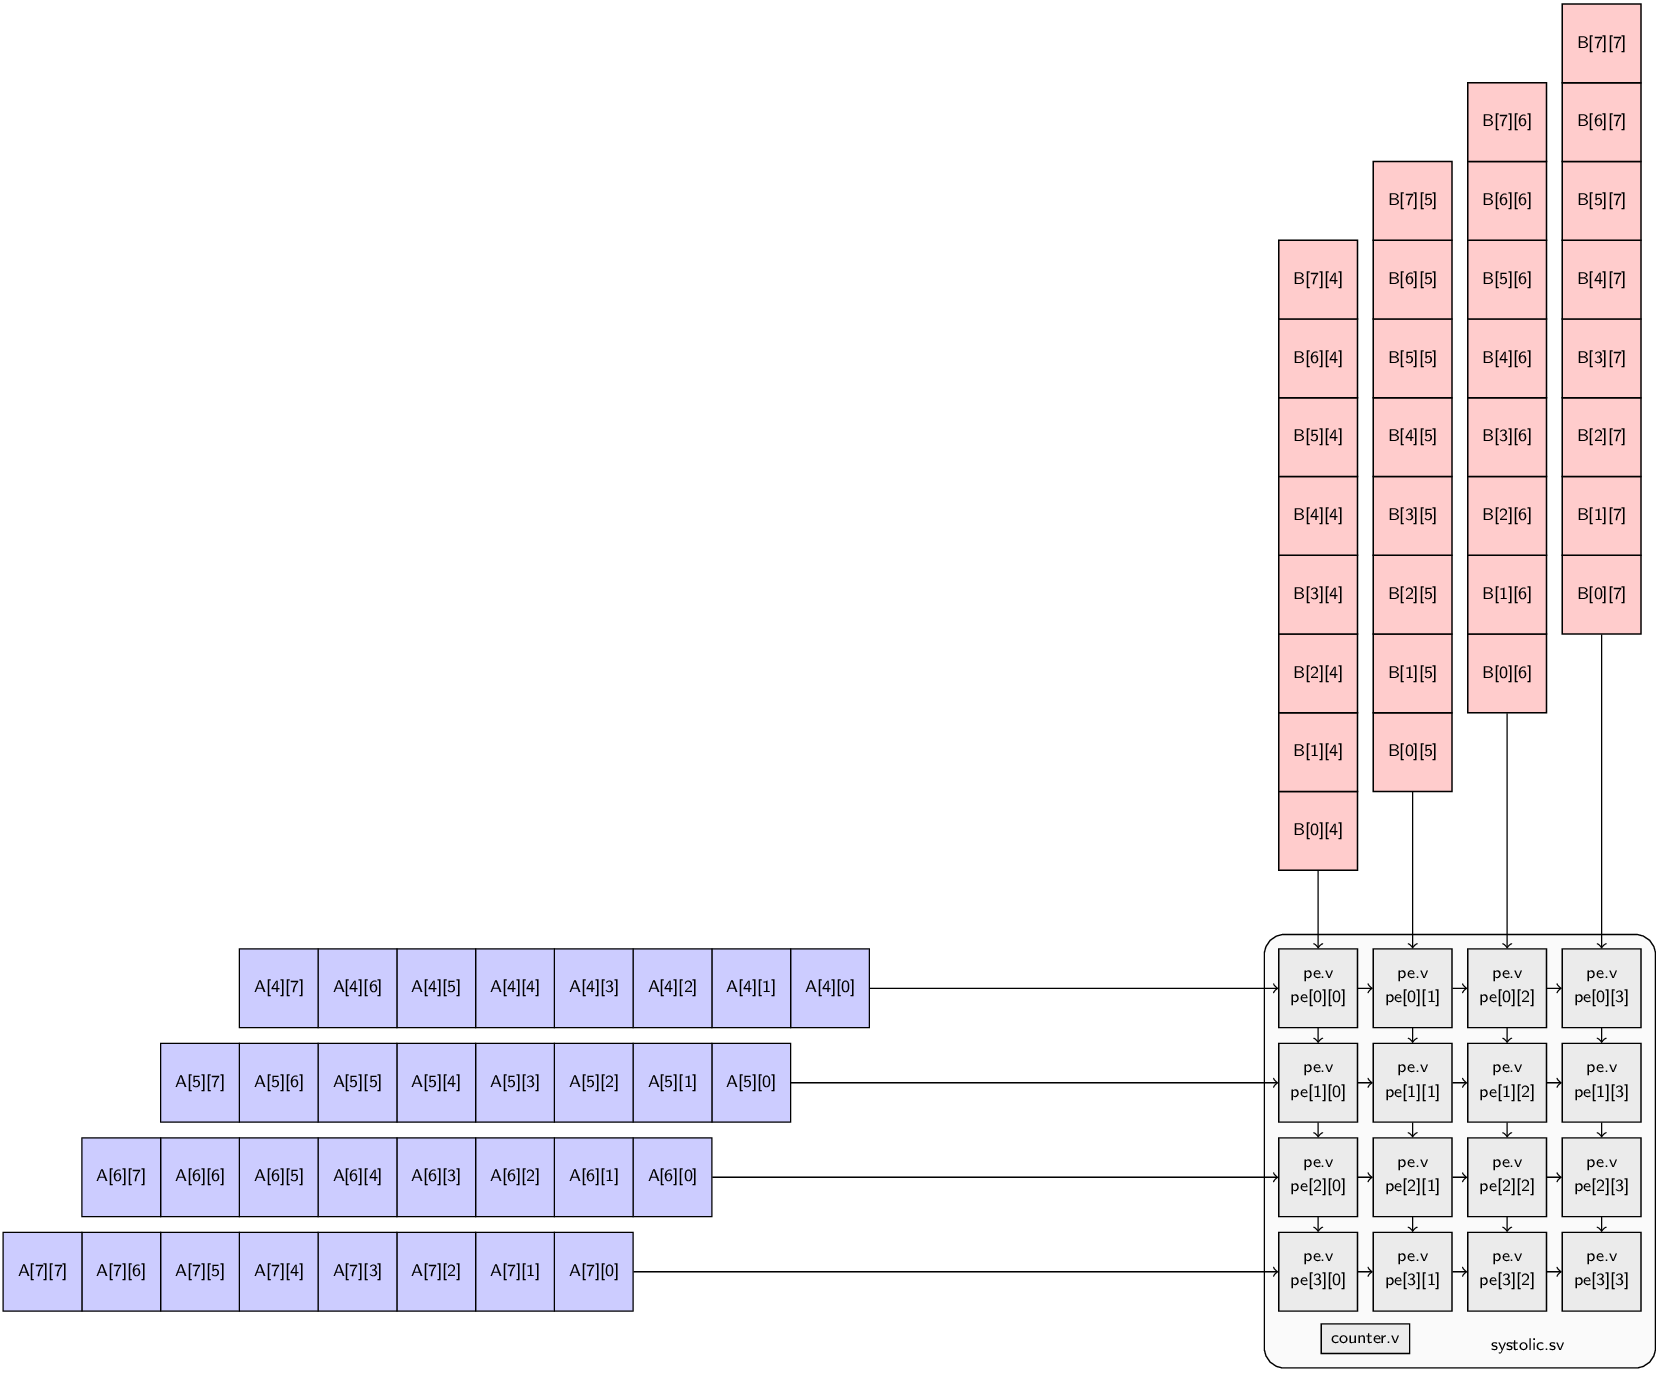 B[7][7]
B[7][6] B[6][7]
B[7][5] B[6][6] B[5][7]
B[7][4] B[6][5] B[5][6] B[4][7]
B[6][4] B[5][5] B[4][6] B[3][7]
B[5][4] B[4][5] B[3][6] B[2][7]
B[4][4] B[3][5] B[2][6] B[1][7]
B[3][4] B[2][5] B[1][6] B[0][7]
B[2][4] B[1][5] B[0][6]
B[1][4] B[0][5]
B[0][4]
A[4][7] A[4][6] A[4][5] A[4][4] A[4][3] A[4][2] A[4][1] A[4][0]
pe.v pe.v pe.v pe.v
pe[0][0] pe[0][1] pe[0][2] pe[0][3]
A[5][7] A[5][6] A[5][5] A[5][4] A[5][3] A[5][2] A[5][1] A[5][0]
pe.v pe.v pe.v pe.v
pe[1][0] pe[1][1] pe[1][2] pe[1][3]
A[6][7] A[6][6] A[6][5] A[6][4] A[6][3] A[6][2] A[6][1] A[6][0]
pe.v pe.v pe.v pe.v
pe[2][0] pe[2][1] pe[2][2] pe[2][3]
A[7][7] A[7][6] A[7][5] A[7][4] A[7][3] A[7][2] A[7][1] A[7][0]
pe.v pe.v pe.v pe.v
pe[3][0] pe[3][1] pe[3][2] pe[3][3]
counter.v systolic.sv